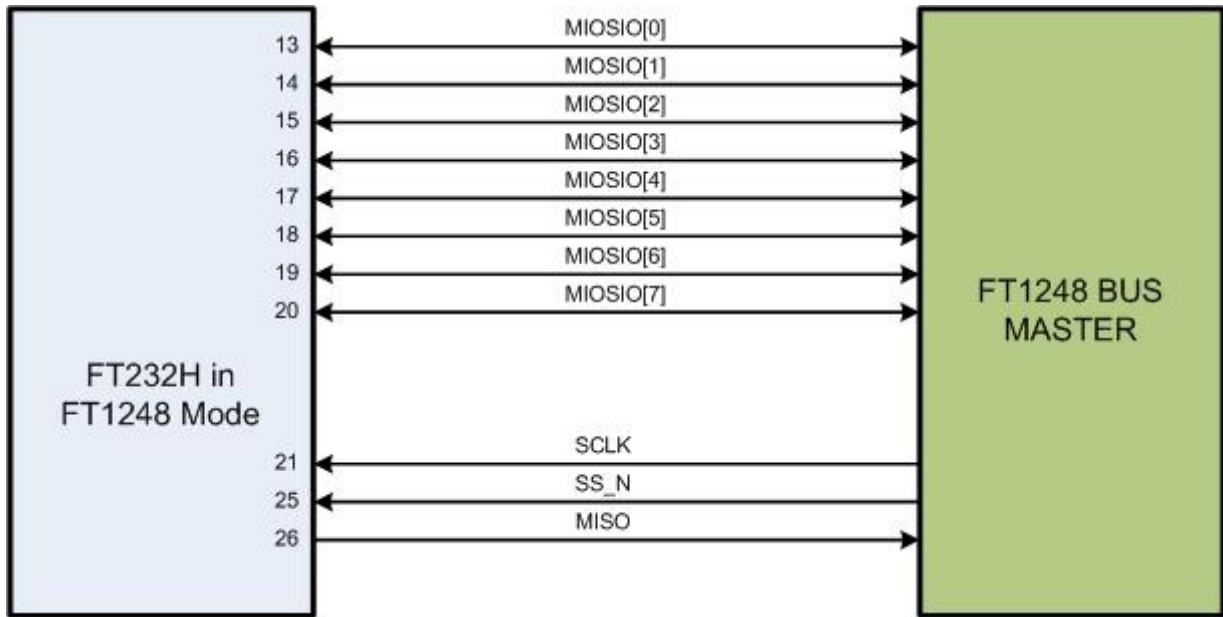 MIOSIO[0]
13
MIOSIO[1]
14
MIOSIO[2]
15
MIOSIO[3]
16
MIOSIO[4]
17
MIOSIO[5]
18
MIOSIO[6]
19
MIOSIO[7]
20
FT1248 BUS
MASTER
FT232H in
FT1248 Mode
SCLK
21
SS_N
25
MISO
26